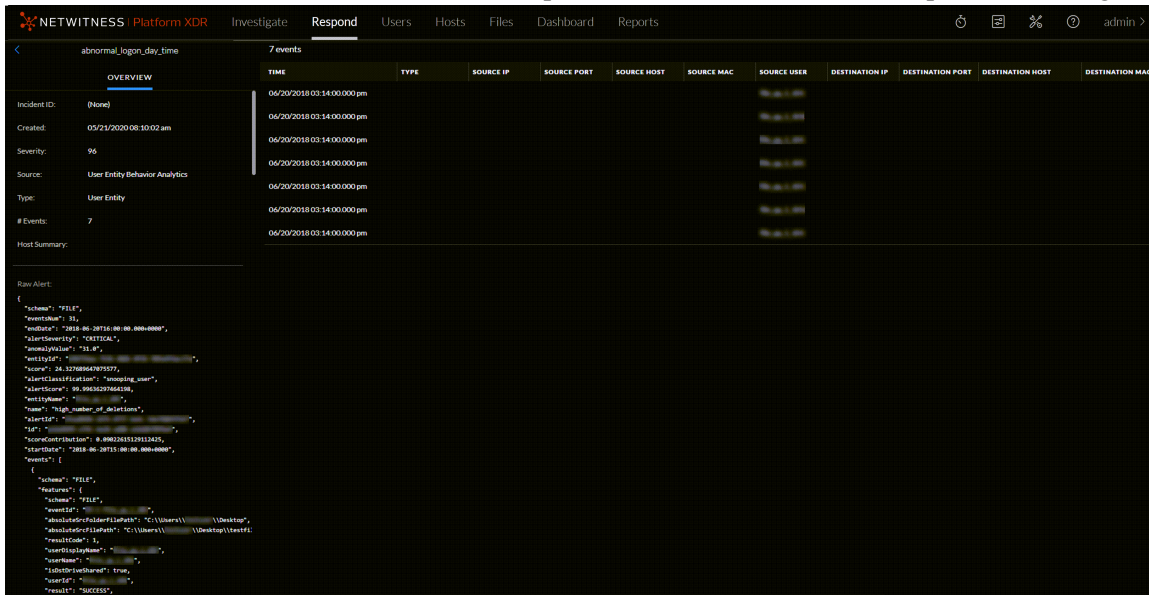 NETWITNESS | Platform XDR Investigate Respond Users Hosts Files Dashboard Reports admin >
abnormal_logon_day_time
OVERVIEW
Incident ID: (None)
Created: 05/21/2020 08:10:02 am
Severity: 96
Source: User Entity Behavior Analytics
Type: User Entity
# Events: 7
Host Summary:
Raw Alert:
{
"schema": "FILE",
"eventsNum": 31,
"endDate": "2018-06-20T16:00:00.000+0000",
"alertSeverity": "CRITICAL",
"anomalyValue": "31.0",
"entityId": "
"score": 24.327689647075577,
"alertClassification": "snooping_user",
"alertScore": 99.99636297464198,
"entityName": "
"name": "high_number_of_deletions",
"alertId": "
"id": "
"scoreContribution": 0.09022615129112425,
"startDate": "2018-06-20T15:00:00.000+0000",
"events": [
{
"schema": "FILE",
"features": {
"schema": "FILE",
"eventId": "
"absoluteSrcFolderFilePath": "C:\\Users\\ \\Desktop",
"absoluteSrcFilePath": "C:\\Users\\ \\Desktop\\testfi
"resultCode": 1,
"userDisplayName": "
"userName": "
"isDstDriveShared": true,
"userId": "
"result": "SUCCESS",
7 events
TIME TYPE SOURCE IP SOURCE PORT SOURCE HOST SOURCE MAC SOURCE USER DESTINATION IP DESTINATION PORT DESTINATION HOST DESTINATION MAC
06/20/2018 03:14:00.000 pm
06/20/2018 03:14:00.000 pm
06/20/2018 03:14:00.000 pm
06/20/2018 03:14:00.000 pm
06/20/2018 03:14:00.000 pm
06/20/2018 03:14:00.000 pm
06/20/2018 03:14:00.000 pm